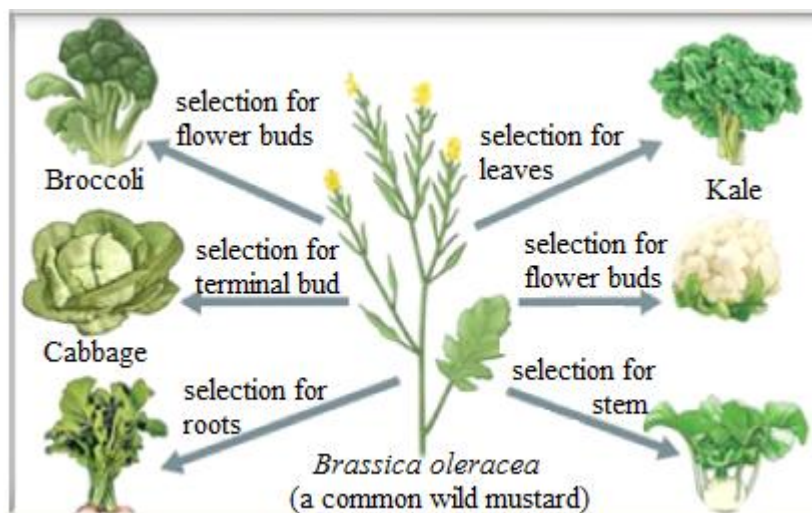 selection for
flower buds
Broccoli
selection for
leaves
Kale
selection for
terminal bud
Cabbage
selection for
flower buds
selection for
roots
selection for
stem
Brassica oleracea
(a common wild mustard)